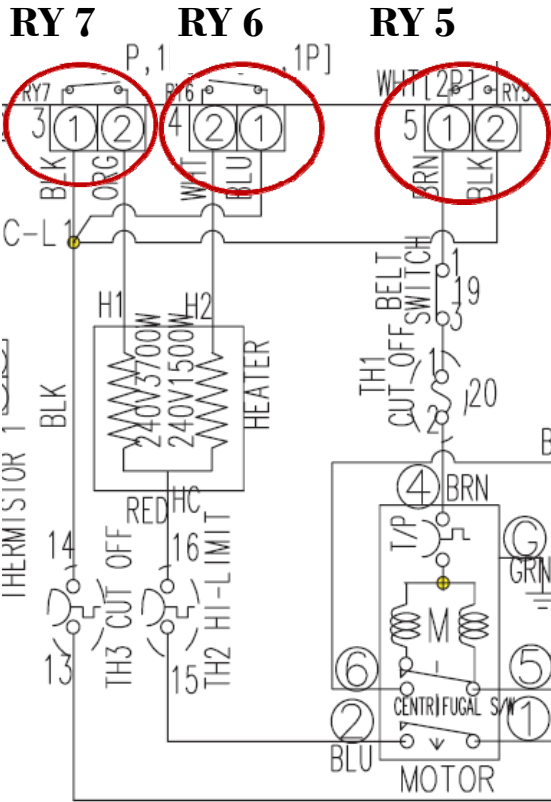 RY 7 RY 6 RY 5
P,1 ,1P] WHT[2P]
RY7 RY6 RY5
3 1 2 4 2 1 5 1 2
BLK ORG WHT BLU BRN BLK
C-L1
BELT SWITCH
1
19
3
H1 H2
240V3700W
240V1500W
HEATER
TH1 CUT OFF
1
20
2
BLK
THERMISTOR 1
RED HC
4 BRN
14 16
TH3 CUT OFF
TH2 HI-LIMIT
13 15
T/P
G
GRN
M
6 5
CENTRIFUGAL S/W
2 1
BLU
MOTOR